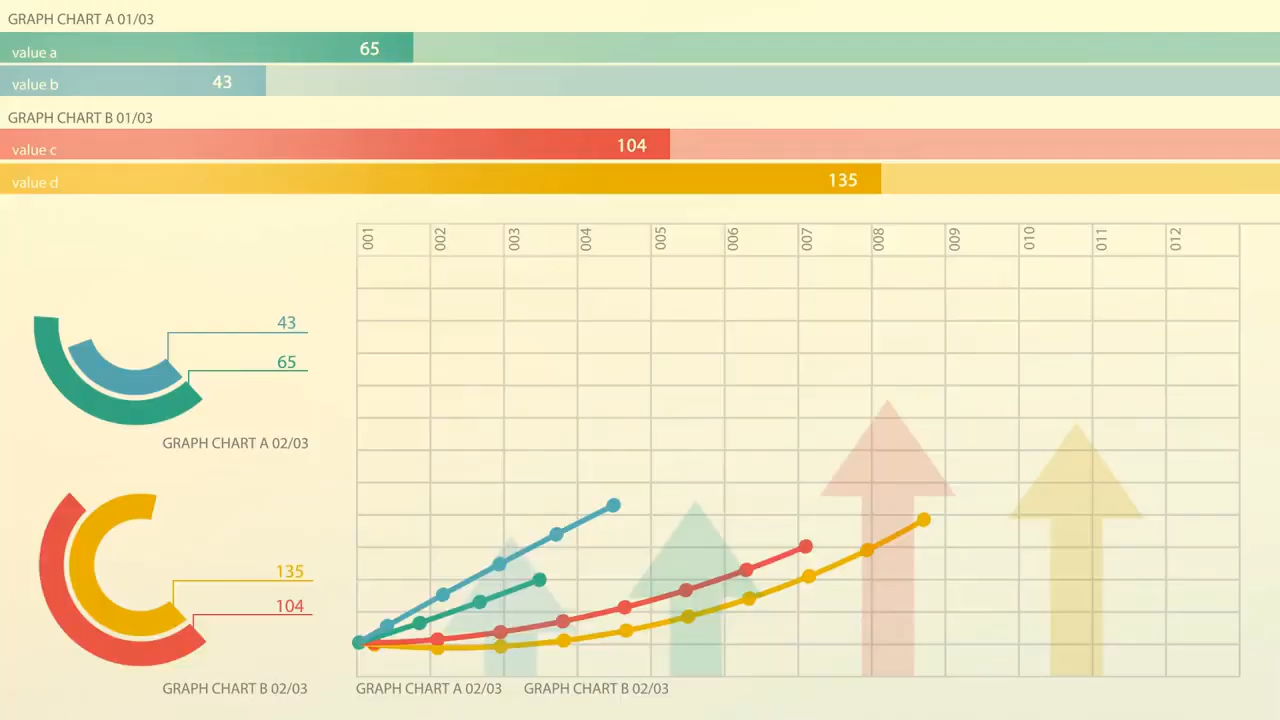 GRAPH CHART A 01/03
value a 65
value b 43
GRAPH CHART B 01/03
value c 104
value d 135
001 002 003 004 005 006 007 008 009 010 011 012
43
65
GRAPH CHART A 02/03
135
104
GRAPH CHART B 02/03
GRAPH CHART A 02/03 GRAPH CHART B 02/03